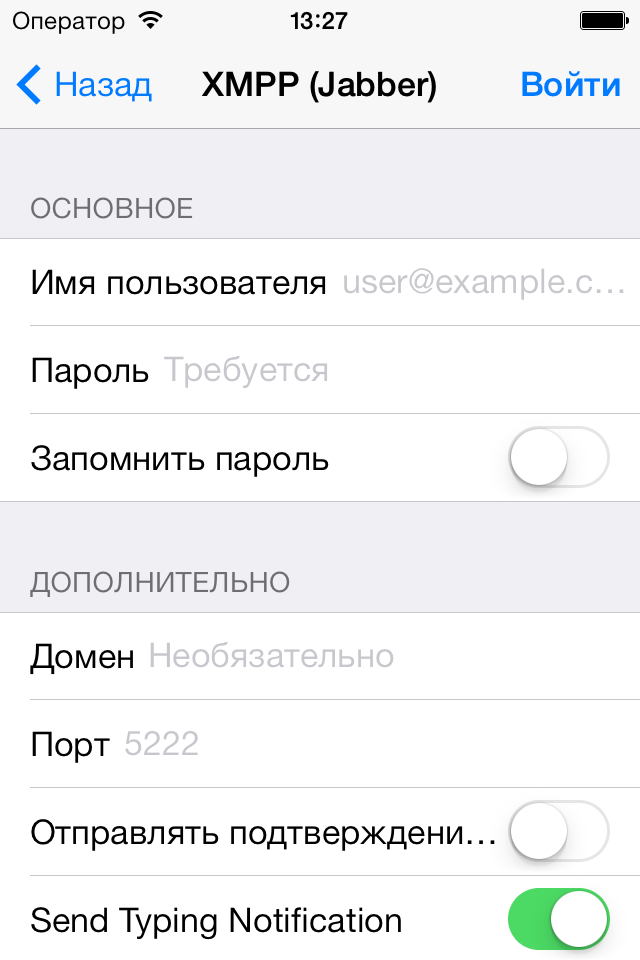 Оператор 13:27
Назад XMPP (Jabber) Войти
ОСНОВНОЕ
Имя пользователя user@example.c...
Пароль Требуется
Запомнить пароль
ДОПОЛНИТЕЛЬНО
Домен Необязательно
Порт 5222
Отправлять подтверждени...
Send Typing Notification